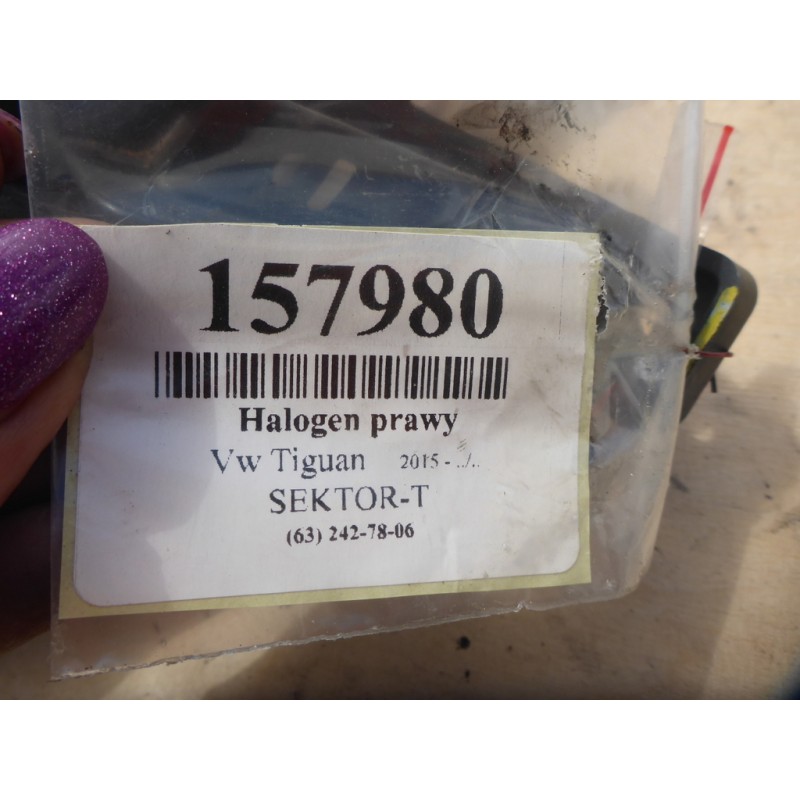 157980
Halogen prawy
Vw Tiguan 2015 - ../..
SEKTOR-T
(63) 242-78-06